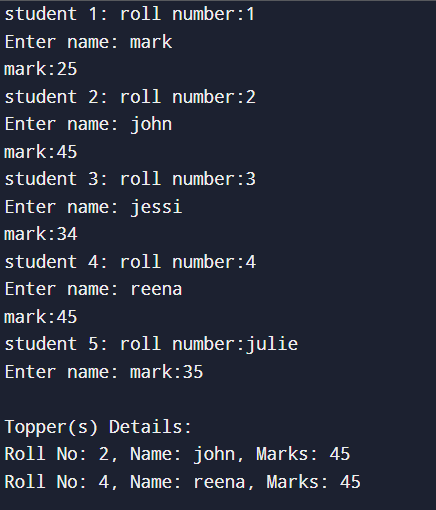 student 1: roll number:1
Enter name: mark
mark:25
student 2: roll number:2
Enter name: john
mark:45
student 3: roll number:3
Enter name: jessi
mark:34
student 4: roll number:4
Enter name: reena
mark:45
student 5: roll number:julie
Enter name: mark:35
Topper(s) Details:
Roll No: 2, Name: john, Marks: 45
Roll No: 4, Name: reena, Marks: 45